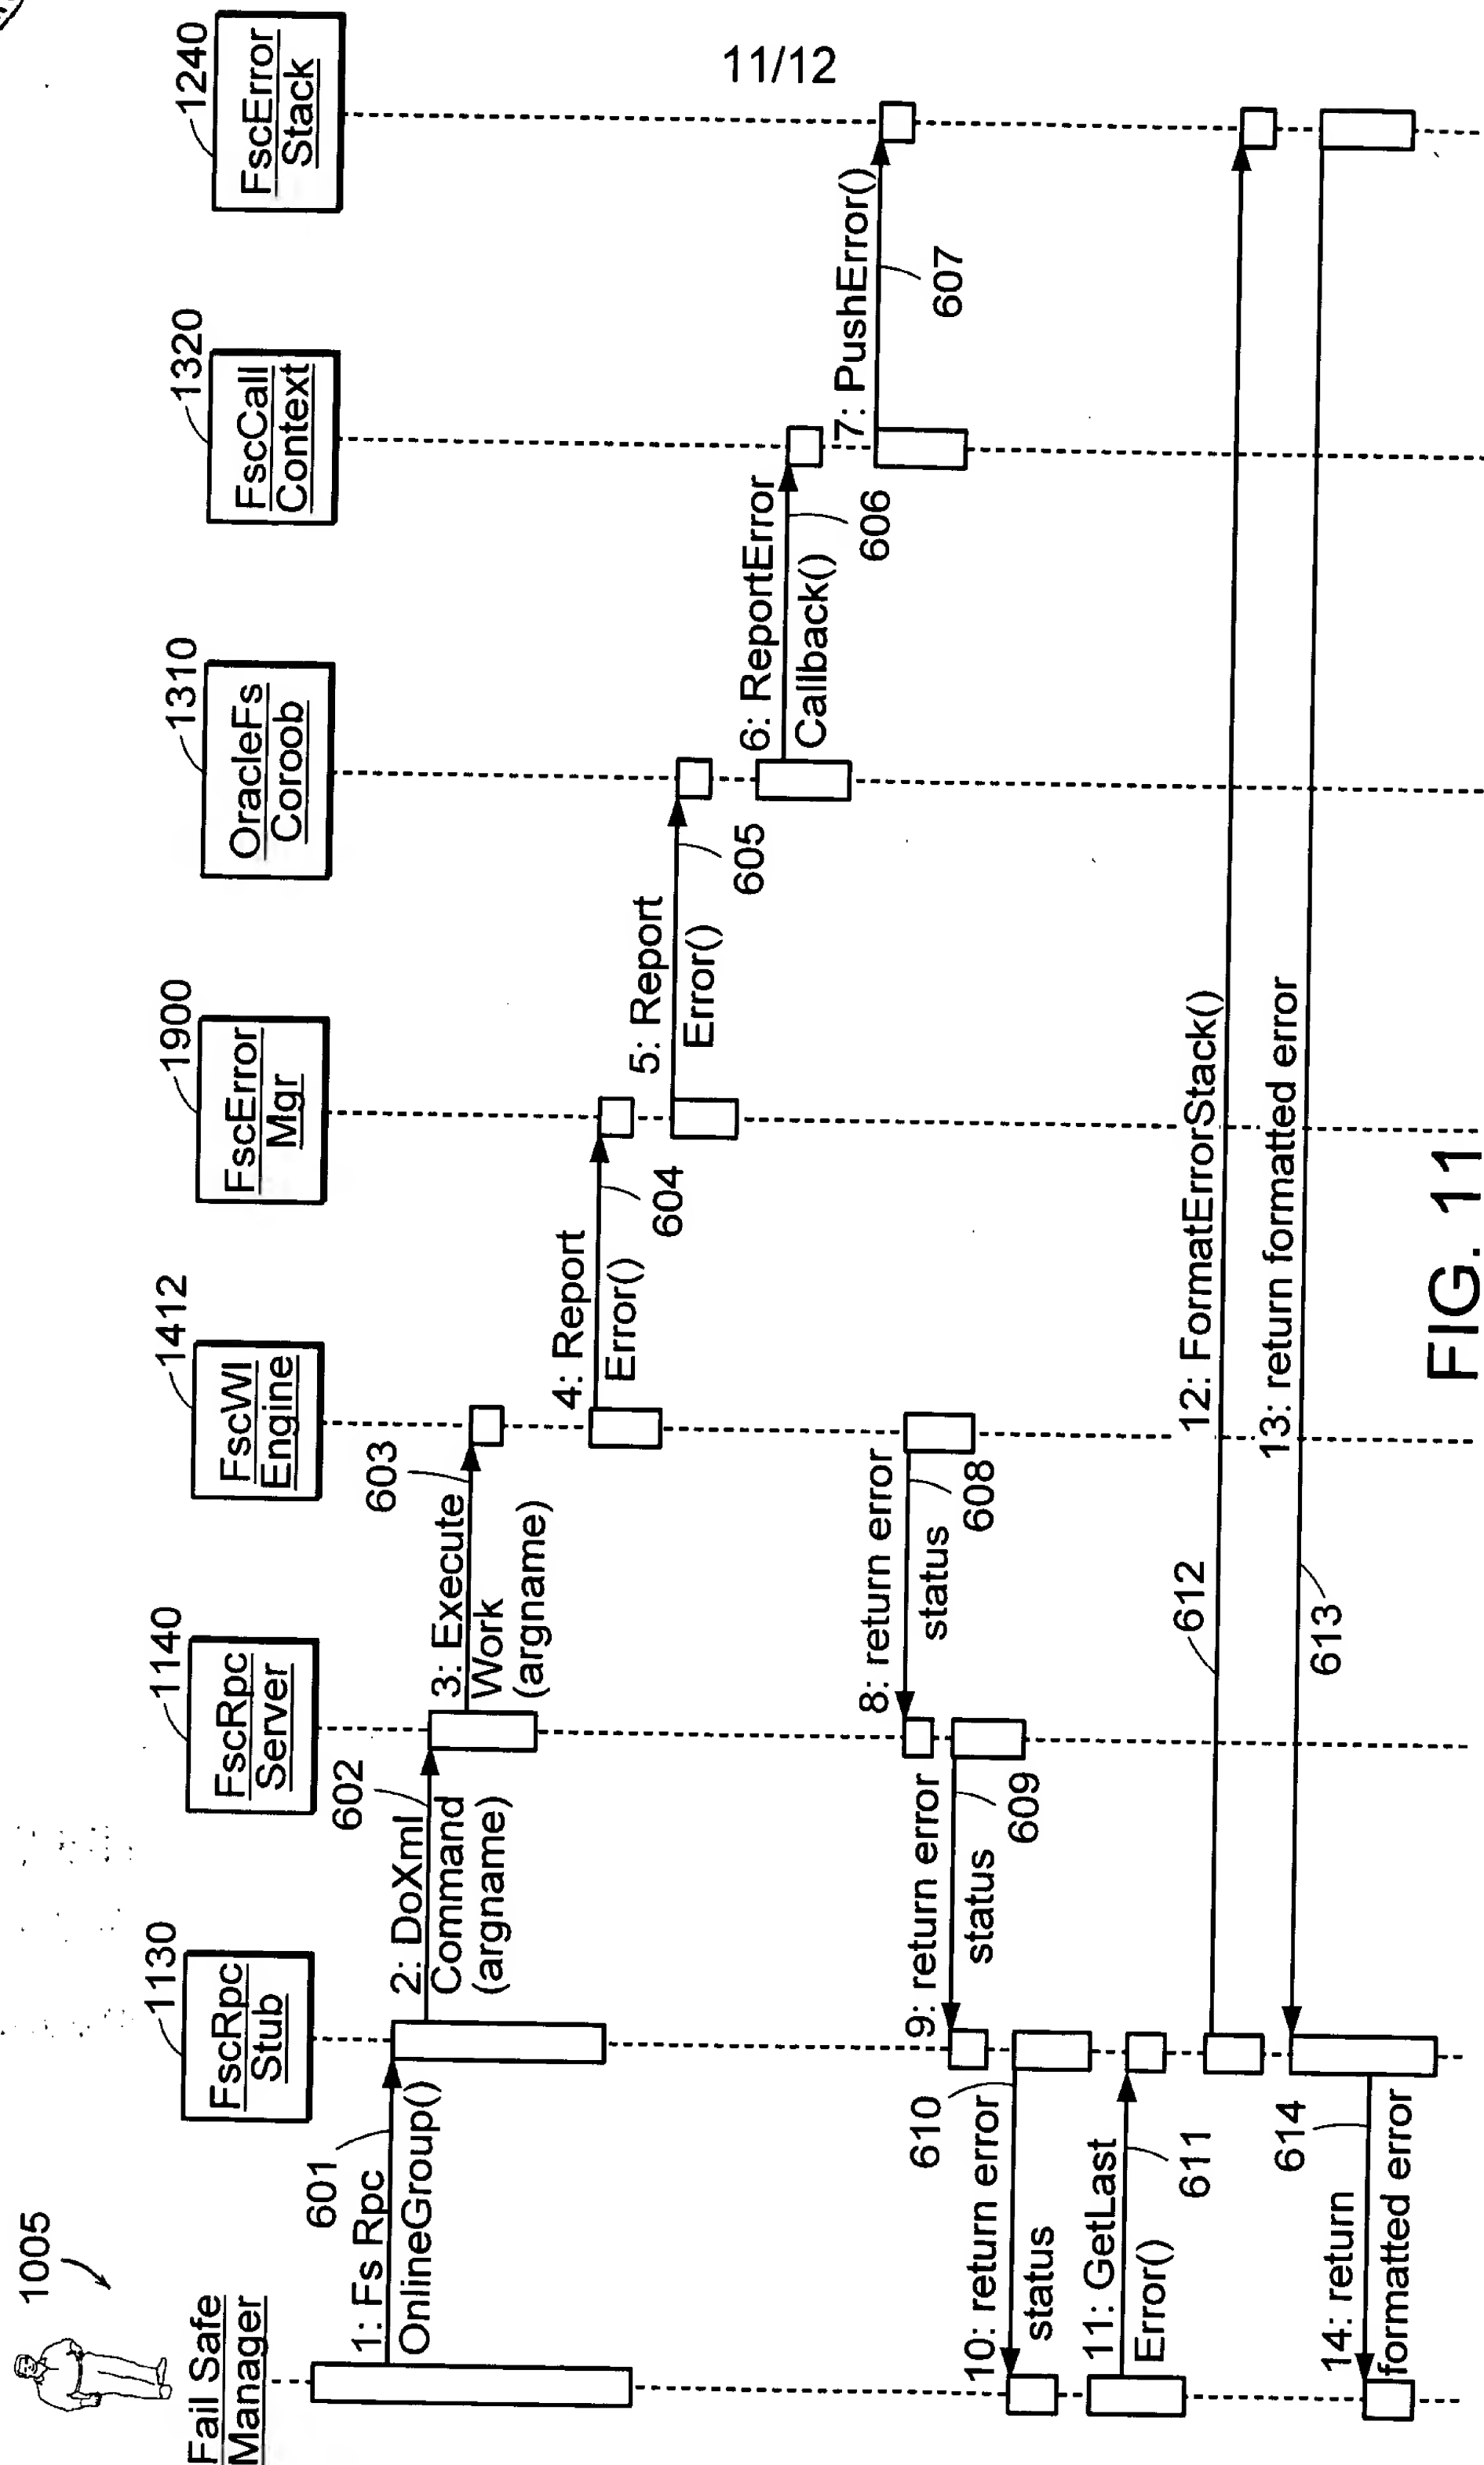 11/12
1005
Fail Safe
Manager
1130
FscRpc
Stub
1140
FscRpc
Server
1412
FscWI
Engine
1900
FscError
Mgr
1310
OracleFs
Coroob
1320
FscCall
Context
1240
FscError
Stack
1: Fs Rpc
OnlineGroup()
601
2: DoXml
Command
(argname)
602
3: Execute
Work
(argname)
603
4: Report
Error()
604
5: Report
Error()
605
6: ReportError
Callback()
606
7: PushError()
607
8: return error
status
608
9: return error
status
609
10: return error
status
610
11: GetLast
Error()
611
12: FormatErrorStack()
612
13: return formatted error
613
14: return
formatted error
614
FIG. 11